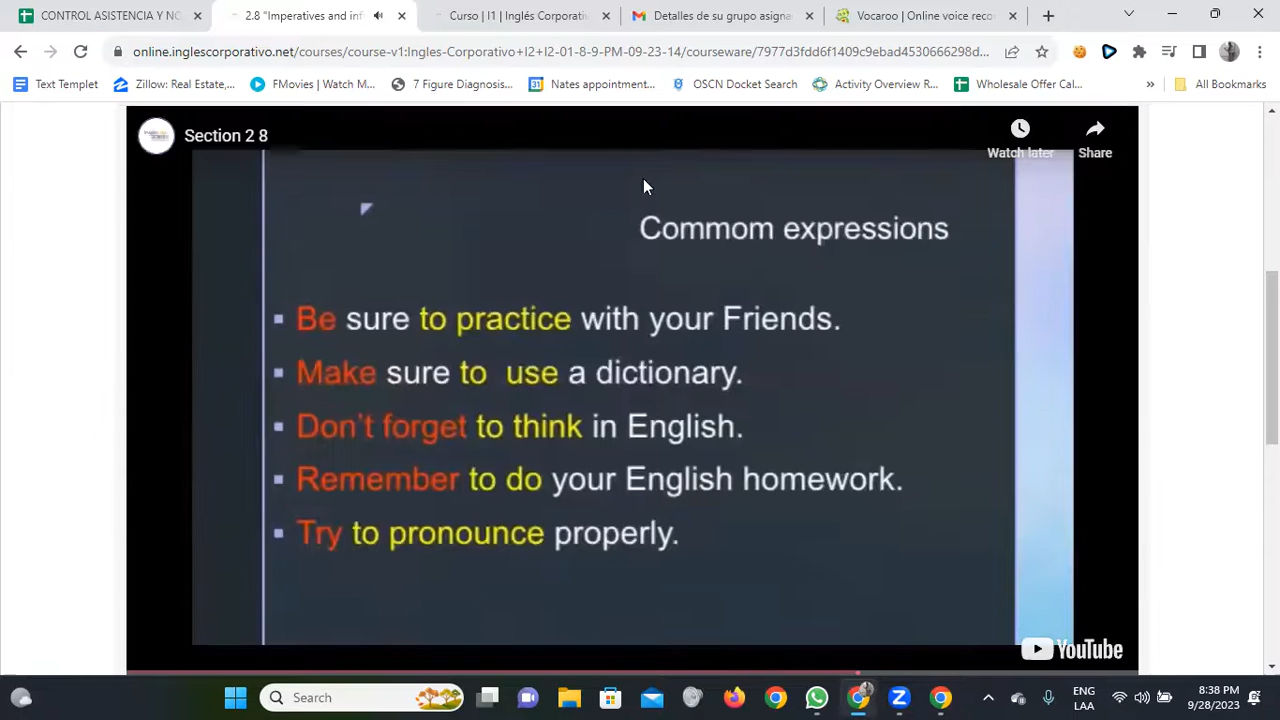 CONTROL ASISTENCIA Y NO
2.8 "Imperatives and inf
Curso | I1 | Inglés Corporativ
Detalles de su grupo asigna
Vocaroo | Online voice reco
online.inglescorporativo.net/courses/course-v1:Ingles-Corporativo+I2+I2-01-8-9-PM-09-23-14/courseware/7977d3fdd6f1409c9ebad4530666298d...
Text Templet
Zillow: Real Estate,...
FMovies | Watch M...
7 Figure Diagnosis...
31
Nates appointment...
OSCN Docket Search
Activity Overview R...
Wholesale Offer Cal...
»
All Bookmarks
Section 2 8
Watch later
Share
Commom expressions
Be sure to practice with your Friends.
Make sure to use a dictionary.
Don't forget to think in English.
Remember to do your English homework.
Try to pronounce properly.
YouTube
Search
ENG
LAA
8:38 PM
9/28/2023